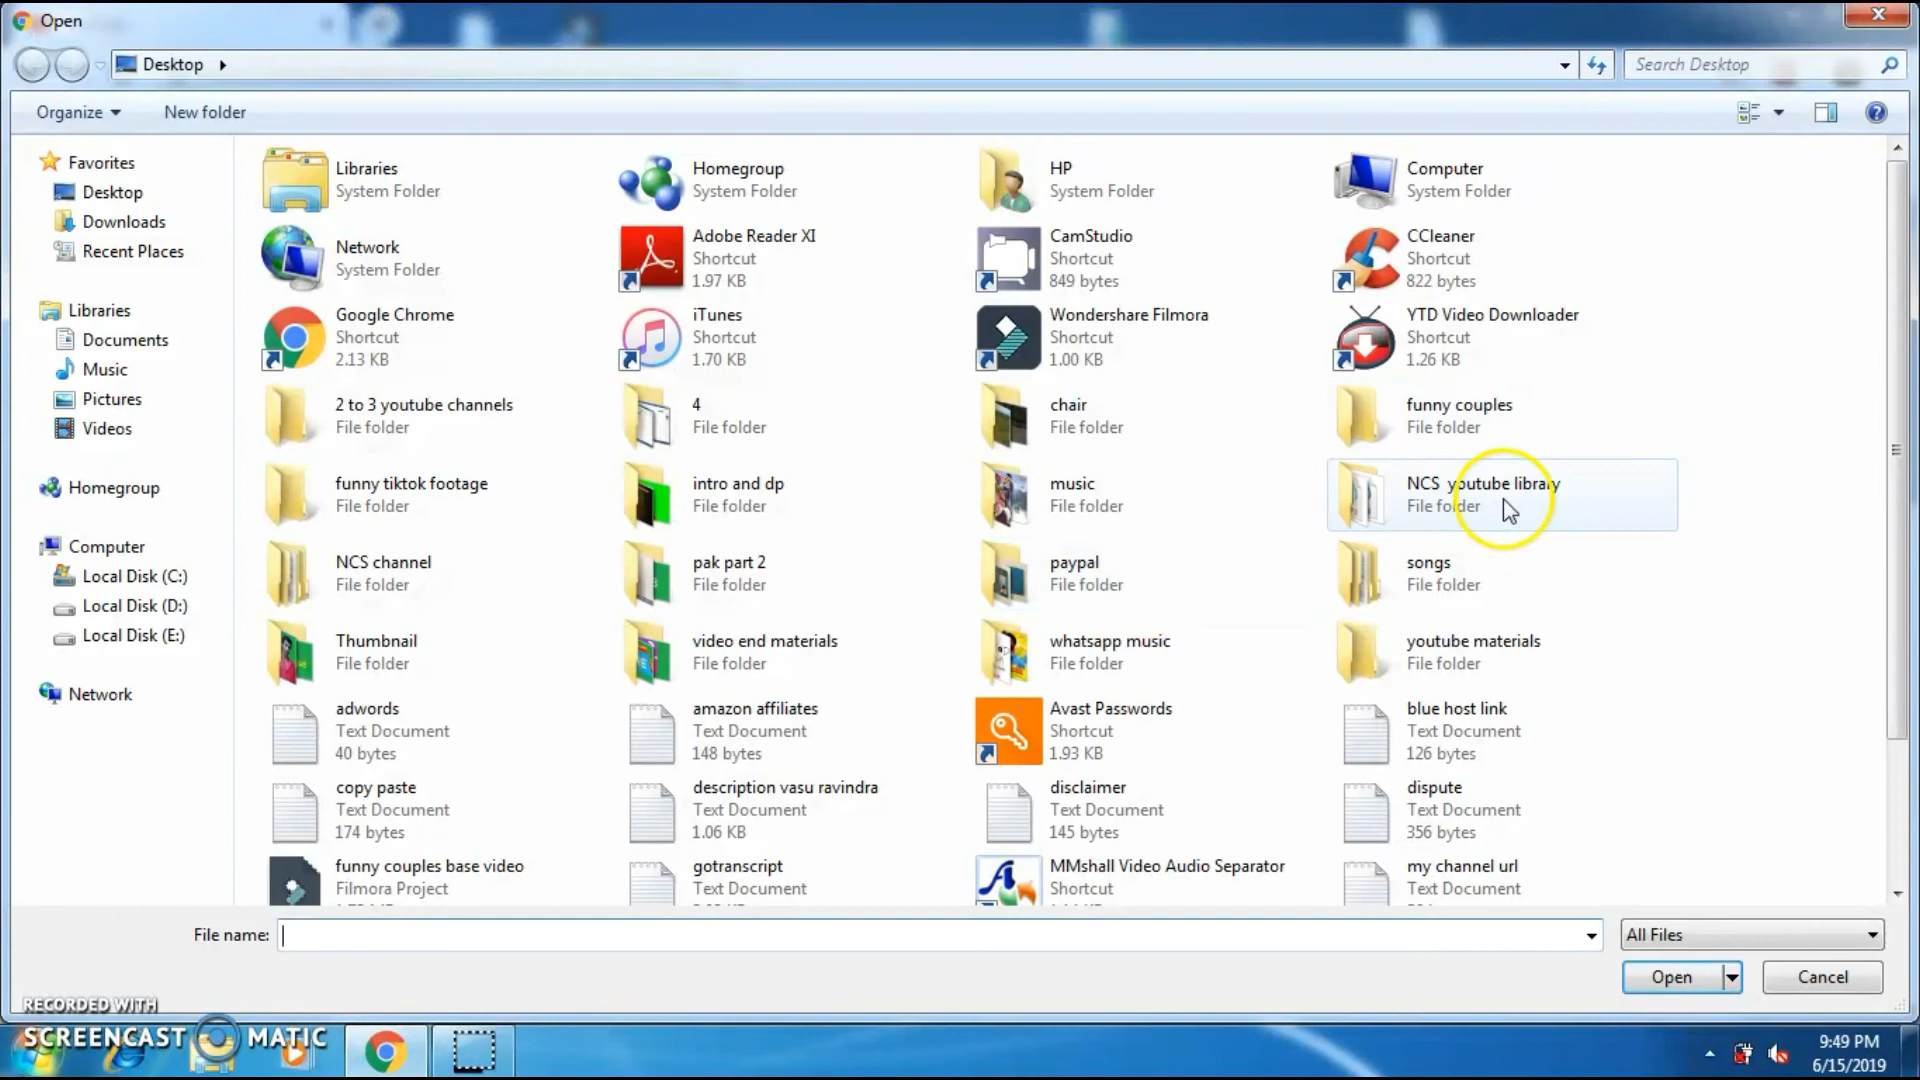 Open
Desktop
Search Desktop
Organize
New folder
Favorites
Desktop
Downloads
Recent Places
Libraries
Documents
Music
Pictures
Videos
Homegroup
Computer
Local Disk (C:)
Local Disk (D:)
Local Disk (E:)
Network
Libraries
System Folder
Homegroup
System Folder
HP
System Folder
Computer
System Folder
Network
System Folder
Adobe Reader XI
Shortcut
1.97 KB
CamStudio
Shortcut
849 bytes
CCleaner
Shortcut
822 bytes
Google Chrome
Shortcut
2.13 KB
iTunes
Shortcut
1.70 KB
Wondershare Filmora
Shortcut
1.00 KB
YTD Video Downloader
Shortcut
1.26 KB
2 to 3 youtube channels
File folder
4
File folder
chair
File folder
funny couples
File folder
funny tiktok footage
File folder
intro and dp
File folder
music
File folder
NCS youtube library
File folder
NCS channel
File folder
pak part 2
File folder
paypal
File folder
songs
File folder
Thumbnail
File folder
video end materials
File folder
whatsapp music
File folder
youtube materials
File folder
adwords
Text Document
40 bytes
amazon affiliates
Text Document
148 bytes
Avast Passwords
Shortcut
1.93 KB
blue host link
Text Document
126 bytes
copy paste
Text Document
174 bytes
description vasu ravindra
Text Document
1.06 KB
disclaimer
Text Document
145 bytes
dispute
Text Document
356 bytes
funny couples base video
Filmora Project
gotranscript
Text Document
MMshall Video Audio Separator
Shortcut
my channel url
Text Document
File name:
All Files
Open
Cancel
RECORDED WITH
SCREENCAST MATIC
9:49 PM
6/15/2019